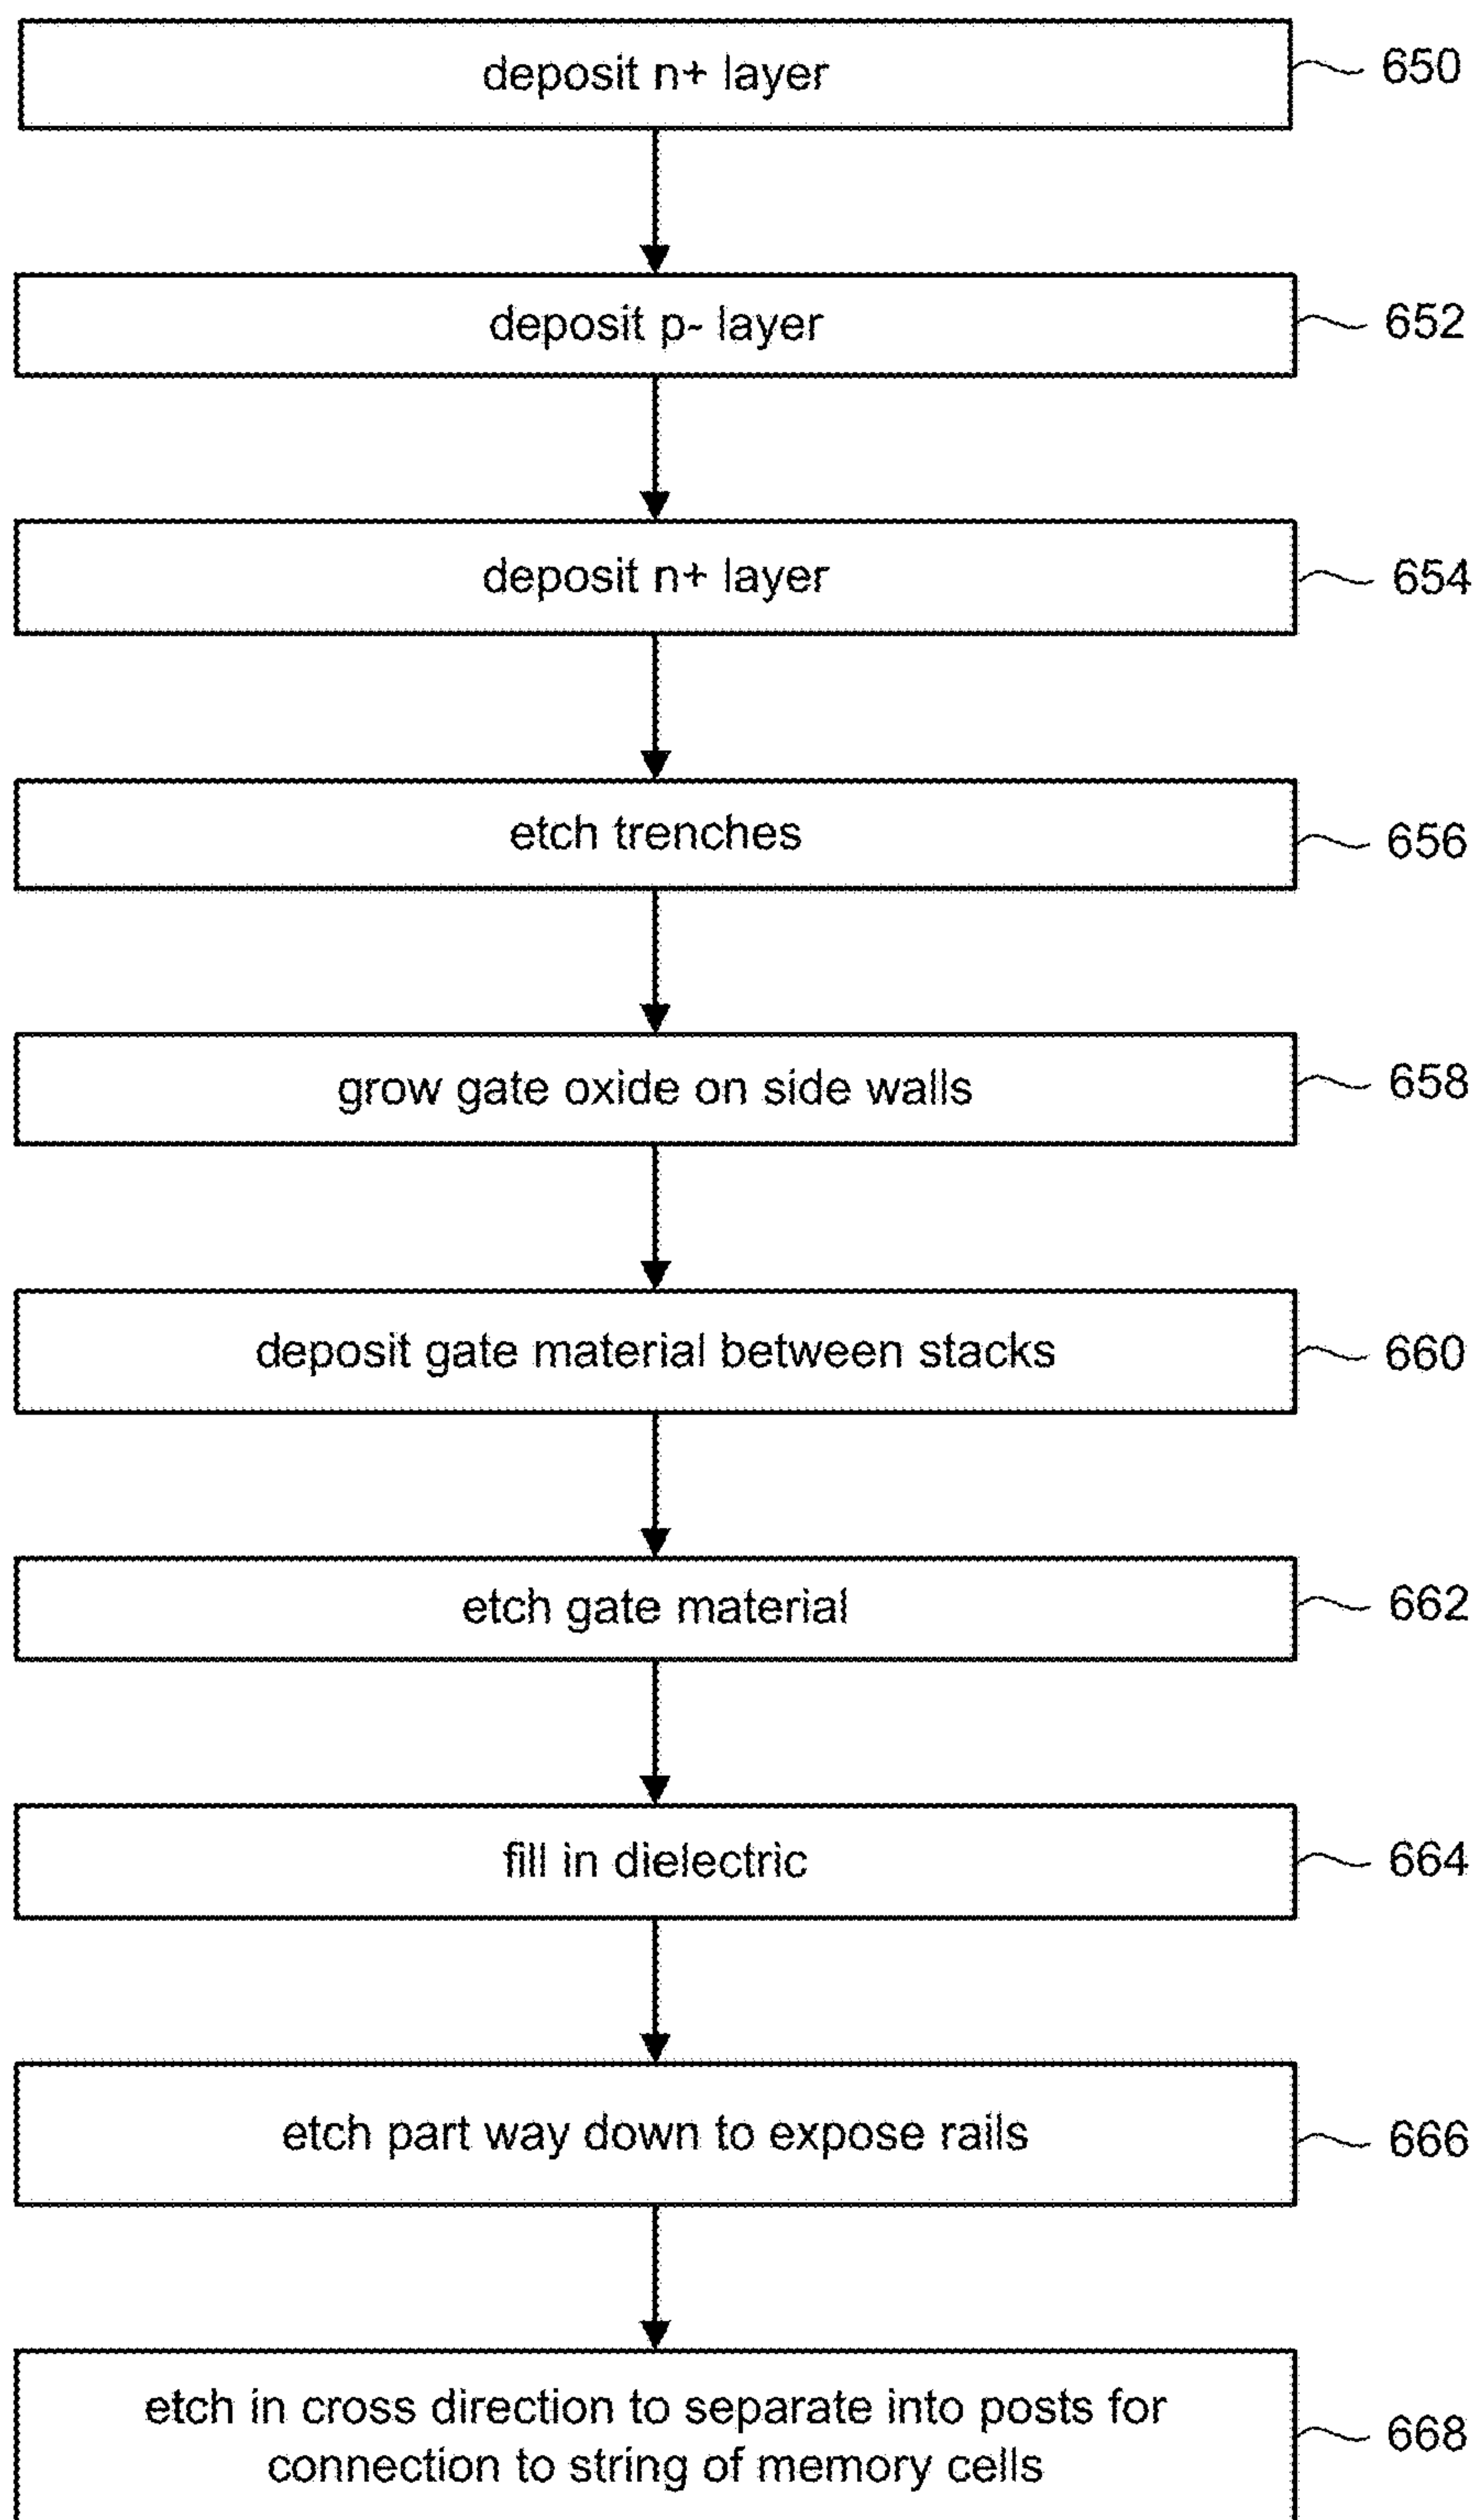 deposit n+ layer 650
deposit p- layer 652
deposit n+ layer 654
etch trenches 656
grow gate oxide on side walls 658
deposit gate material between stacks 660
etch gate material 662
fill in dielectric 664
etch part way down to expose rails 666
etch in cross direction to separate into posts for
connection to string of memory cells 668